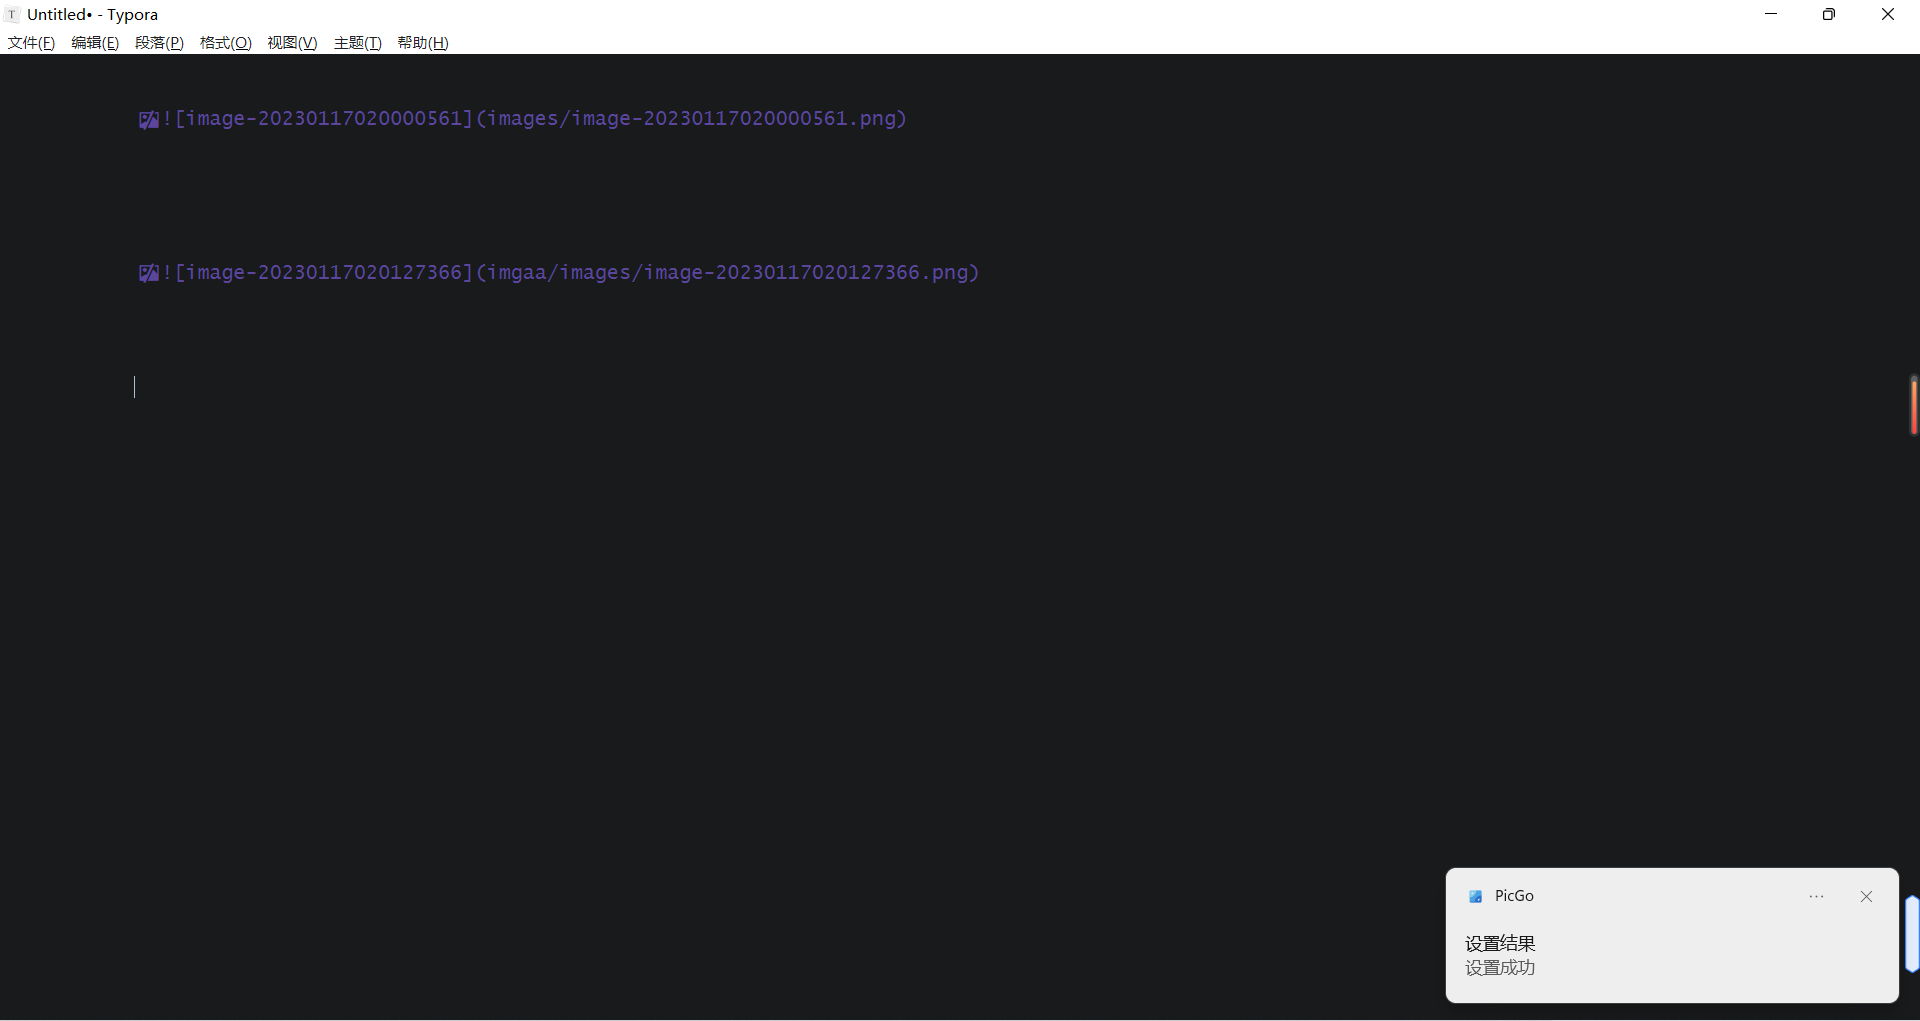 Untitled• - Typora
文件(F) 编辑(E) 段落(P) 格式(O) 视图(V) 主题(T) 帮助(H)
![image-20230117020000561](images/image-20230117020000561.png)
![image-20230117020127366](imgaa/images/image-20230117020127366.png)
PicGo
设置结果
设置成功